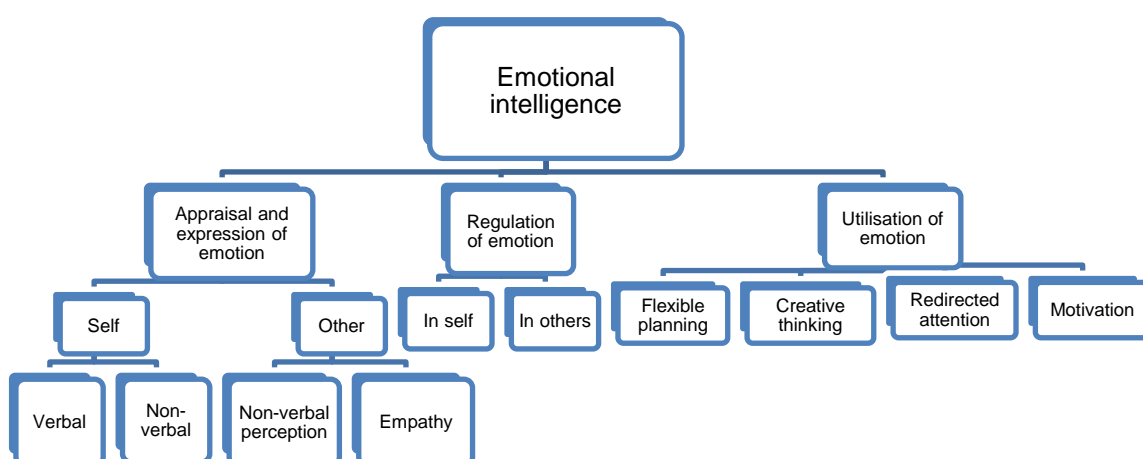 Emotional
intelligence
Appraisal and
expression of
emotion
Regulation
of emotion
Utilisation of
emotion
Self
Other
In self
In others
Flexible
planning
Creative
thinking
Redirected
attention
Motivation
Verbal
Non-
verbal
Non-verbal
perception
Empathy